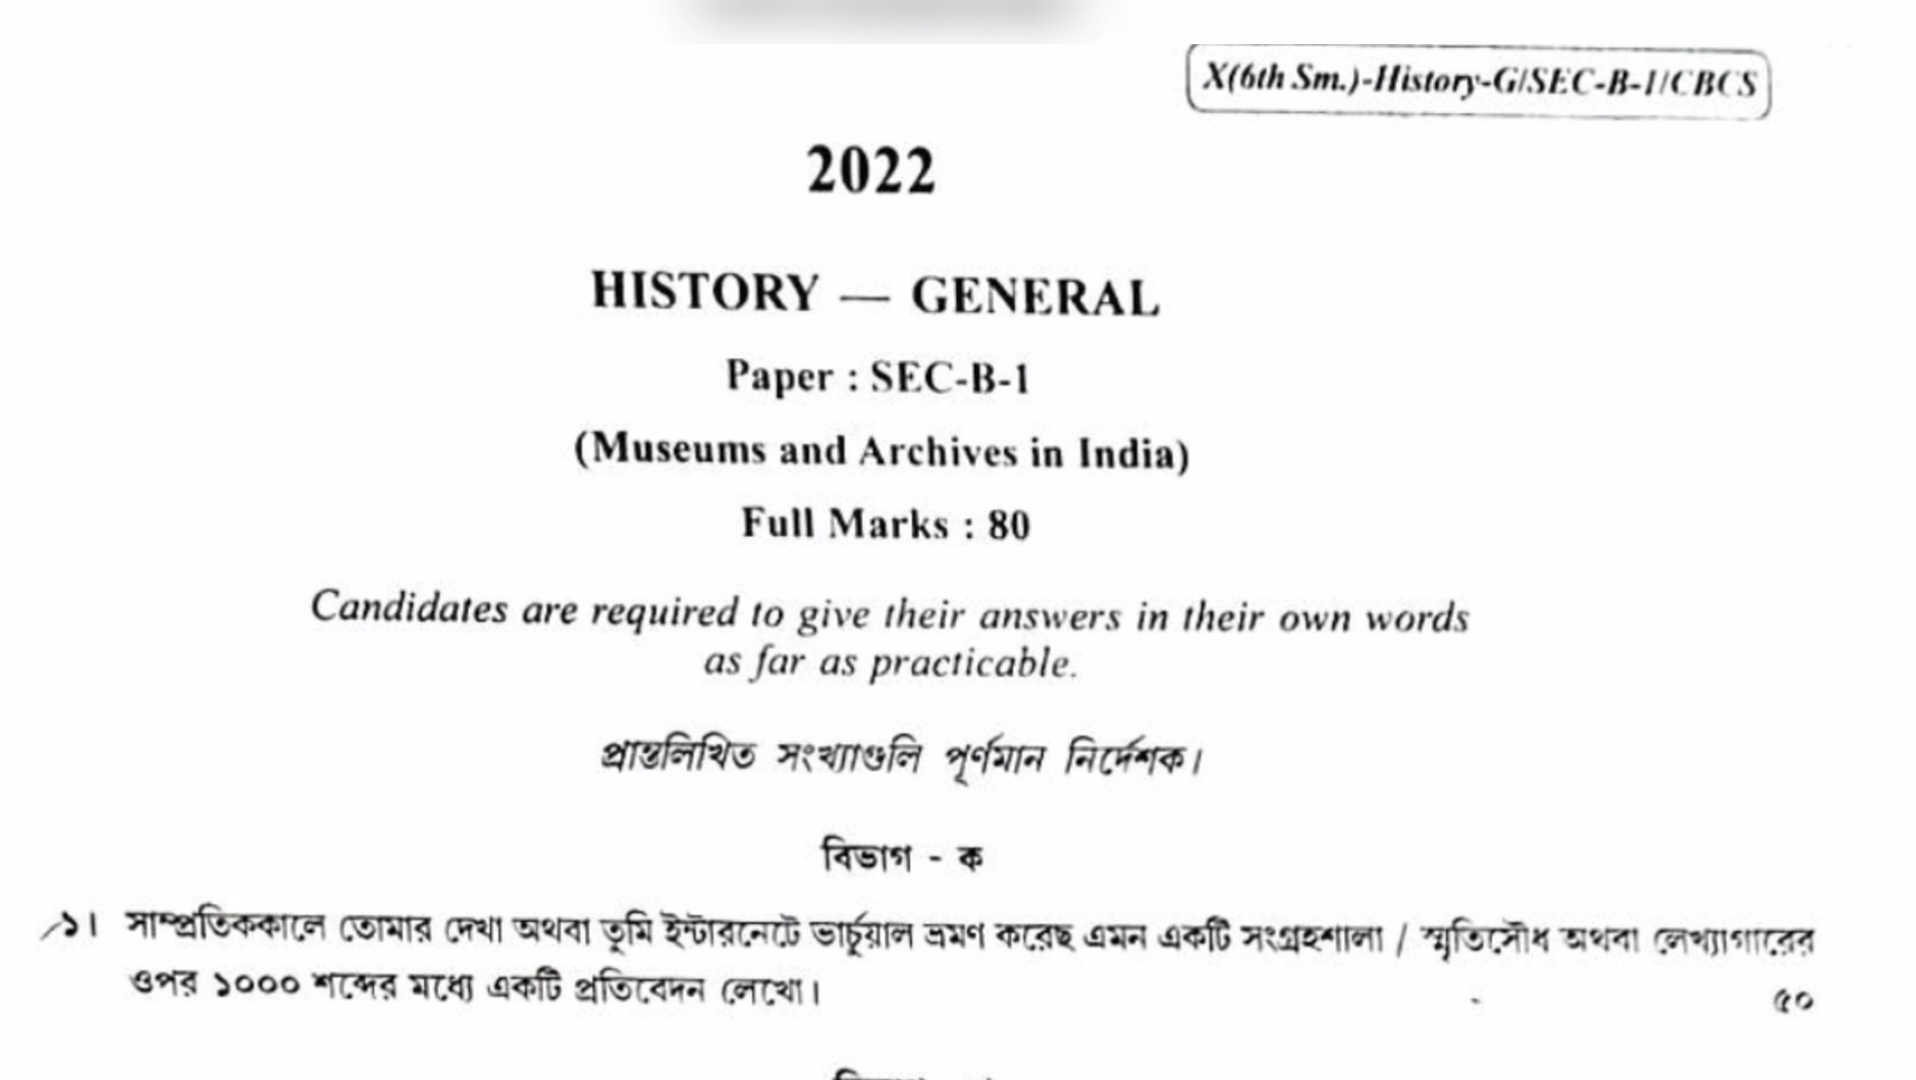 X(6th Sm.)-History-G/SEC-B-1/CBCS
2022
HISTORY — GENERAL
Paper : SEC-B-1
(Museums and Archives in India)
Full Marks : 80
Candidates are required to give their answers in their own words
as far as practicable.
প্রান্তলিখিত সংখ্যাগুলি পূর্ণমান নির্দেশক।
বিভাগ - ক
১। সাম্প্রতিককালে তোমার দেখা অথবা তুমি ইন্টারনেটে ভার্চুয়াল ভ্রমণ করেছ এমন একটি সংগ্রহশালা / স্মৃতিসৌধ অথবা লেখ্যাগারের
ওপর ১০০০ শব্দের মধ্যে একটি প্রতিবেদন লেখো। ৫০